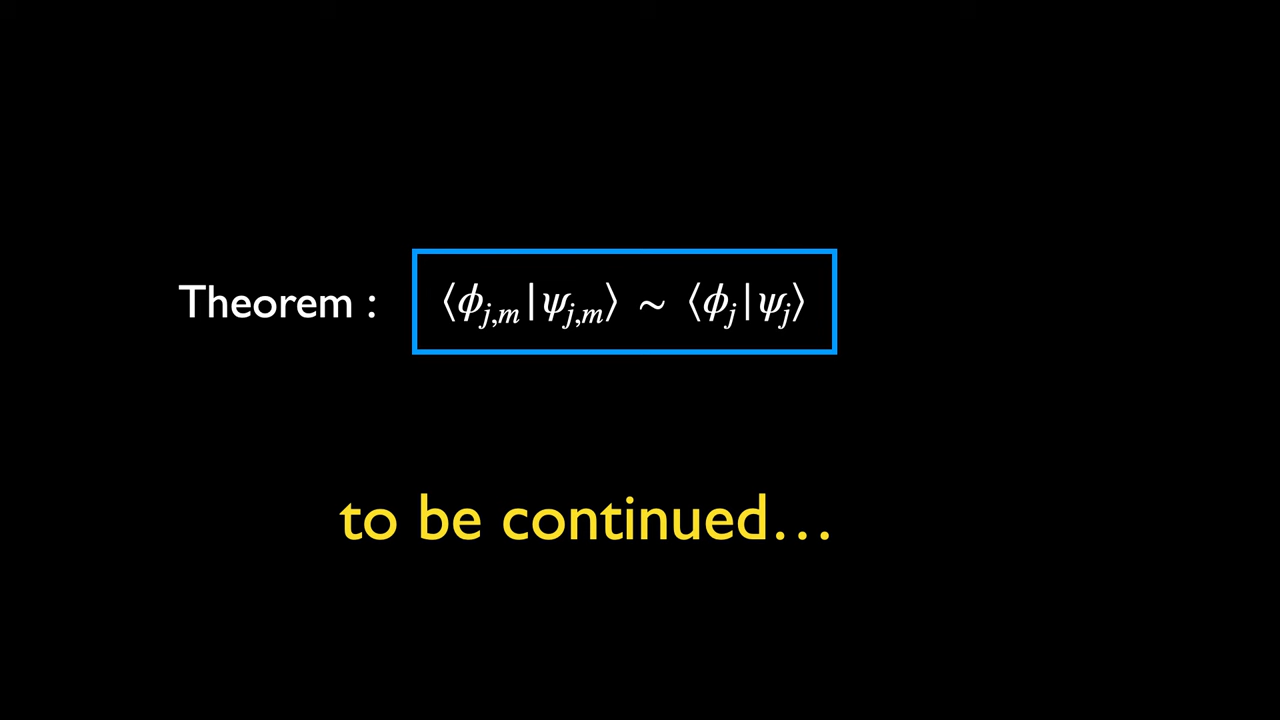 Theorem : ⟨ϕ_{j,m}|ψ_{j,m}⟩ ~ ⟨ϕ_j|ψ_j⟩
to be continued…